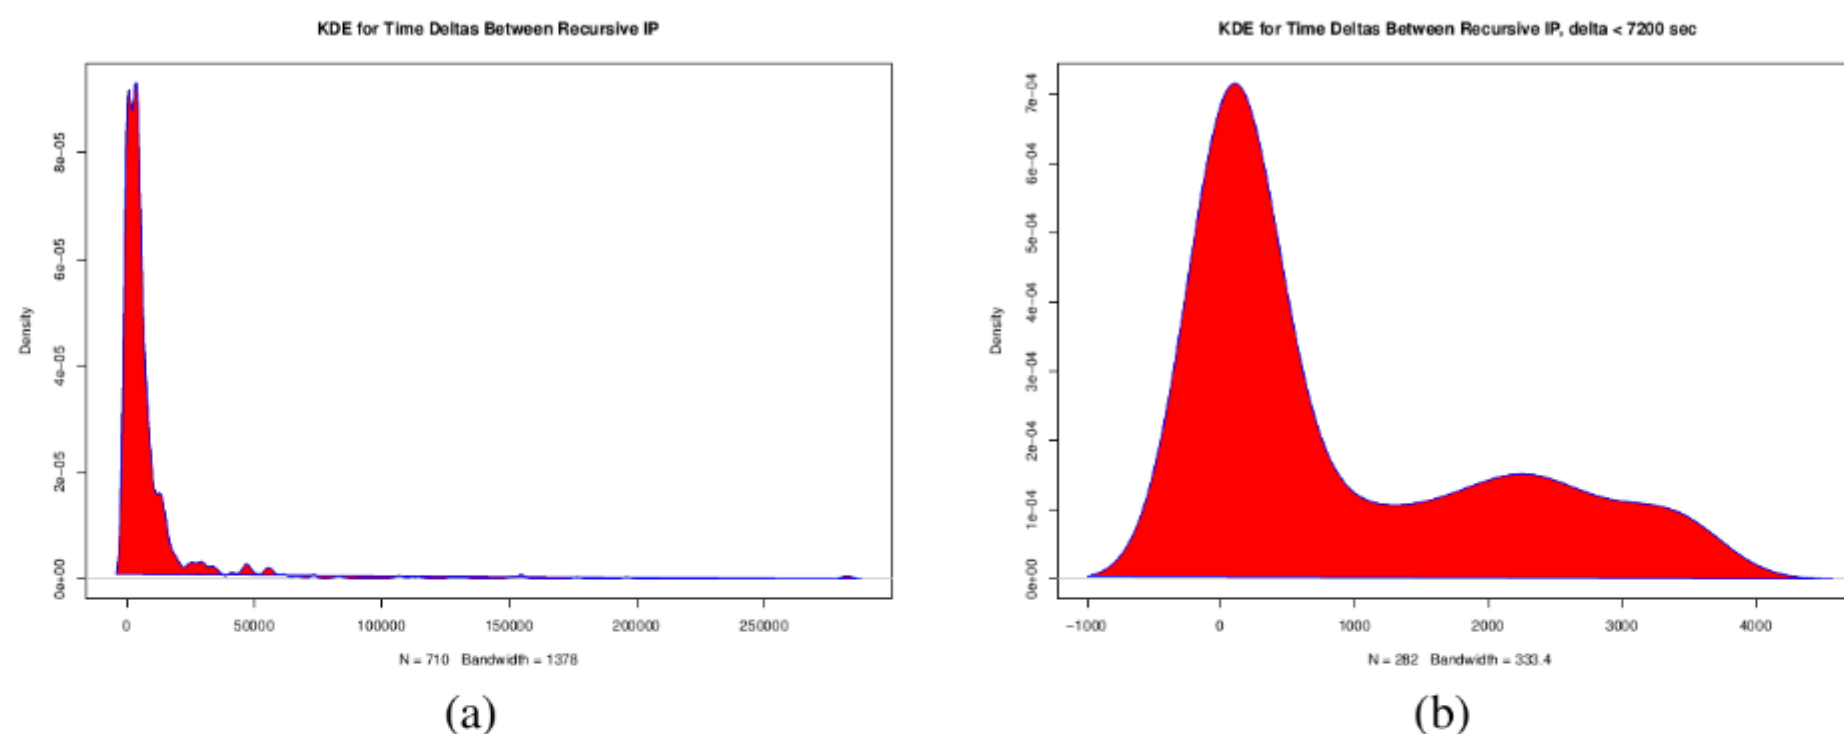 KDE for Time Deltas Between Recursive IP
Density
8e−05
6e−05
4e−05
2e−05
0e+00
0 50000 100000 150000 200000 250000
N = 710 Bandwidth = 1378
(a)
KDE for Time Deltas Between Recursive IP, delta < 7200 sec
Density
7e−04
6e−04
5e−04
4e−04
3e−04
2e−04
1e−04
0e+00
−1000 0 1000 2000 3000 4000
N = 282 Bandwidth = 333.4
(b)